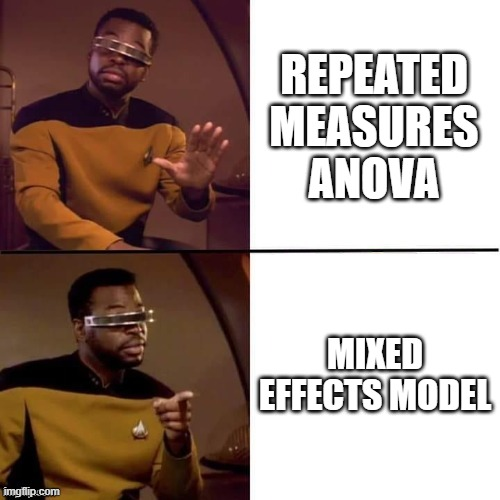 REPEATED
MEASURES
ANOVA
MIXED
EFFECTS MODEL
imgflip.com